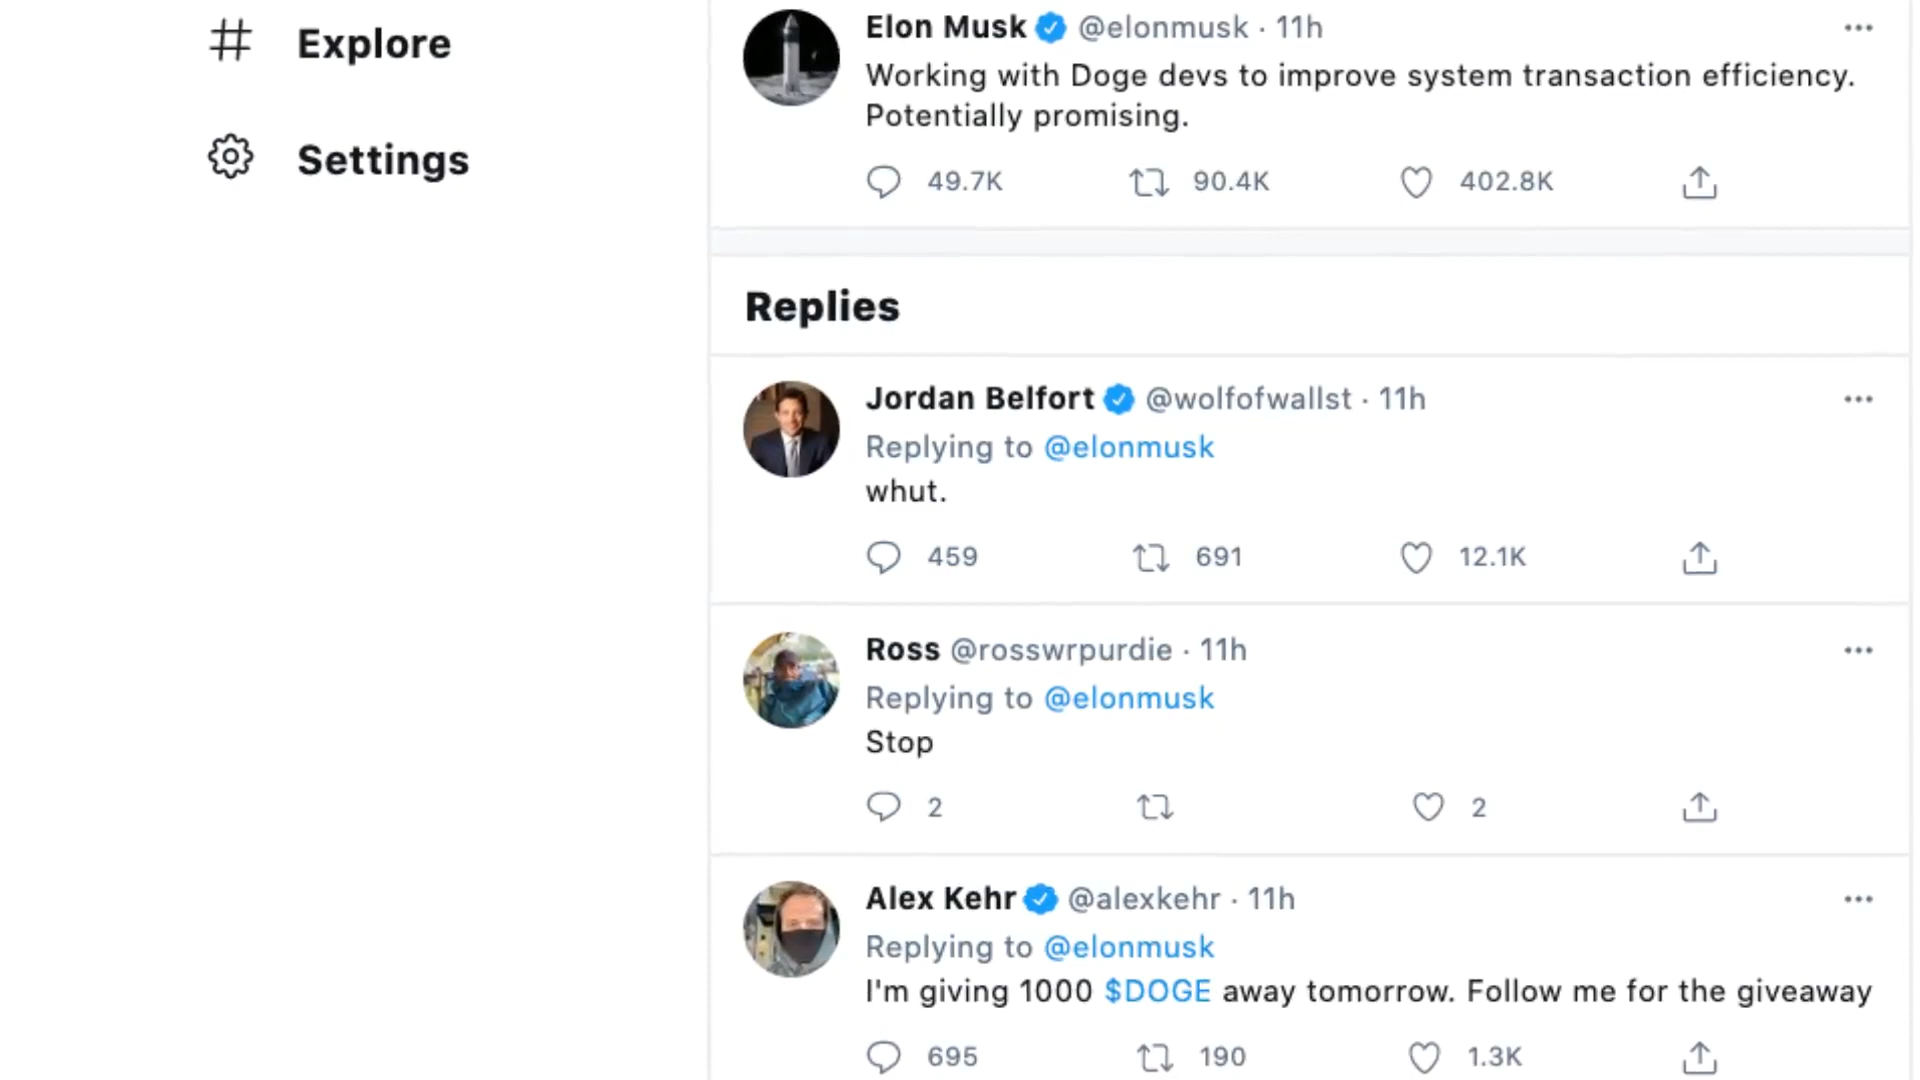 Explore
Settings
Elon Musk @elonmusk · 11h
Working with Doge devs to improve system transaction efficiency.
Potentially promising.
49.7K 90.4K 402.8K
Replies
Jordan Belfort @wolfofwallst · 11h
Replying to @elonmusk
whut.
459 691 12.1K
Ross @rosswrpurdie · 11h
Replying to @elonmusk
Stop
2 2
Alex Kehr @alexkehr · 11h
Replying to @elonmusk
I'm giving 1000 $DOGE away tomorrow. Follow me for the giveaway
695 190 1.3K